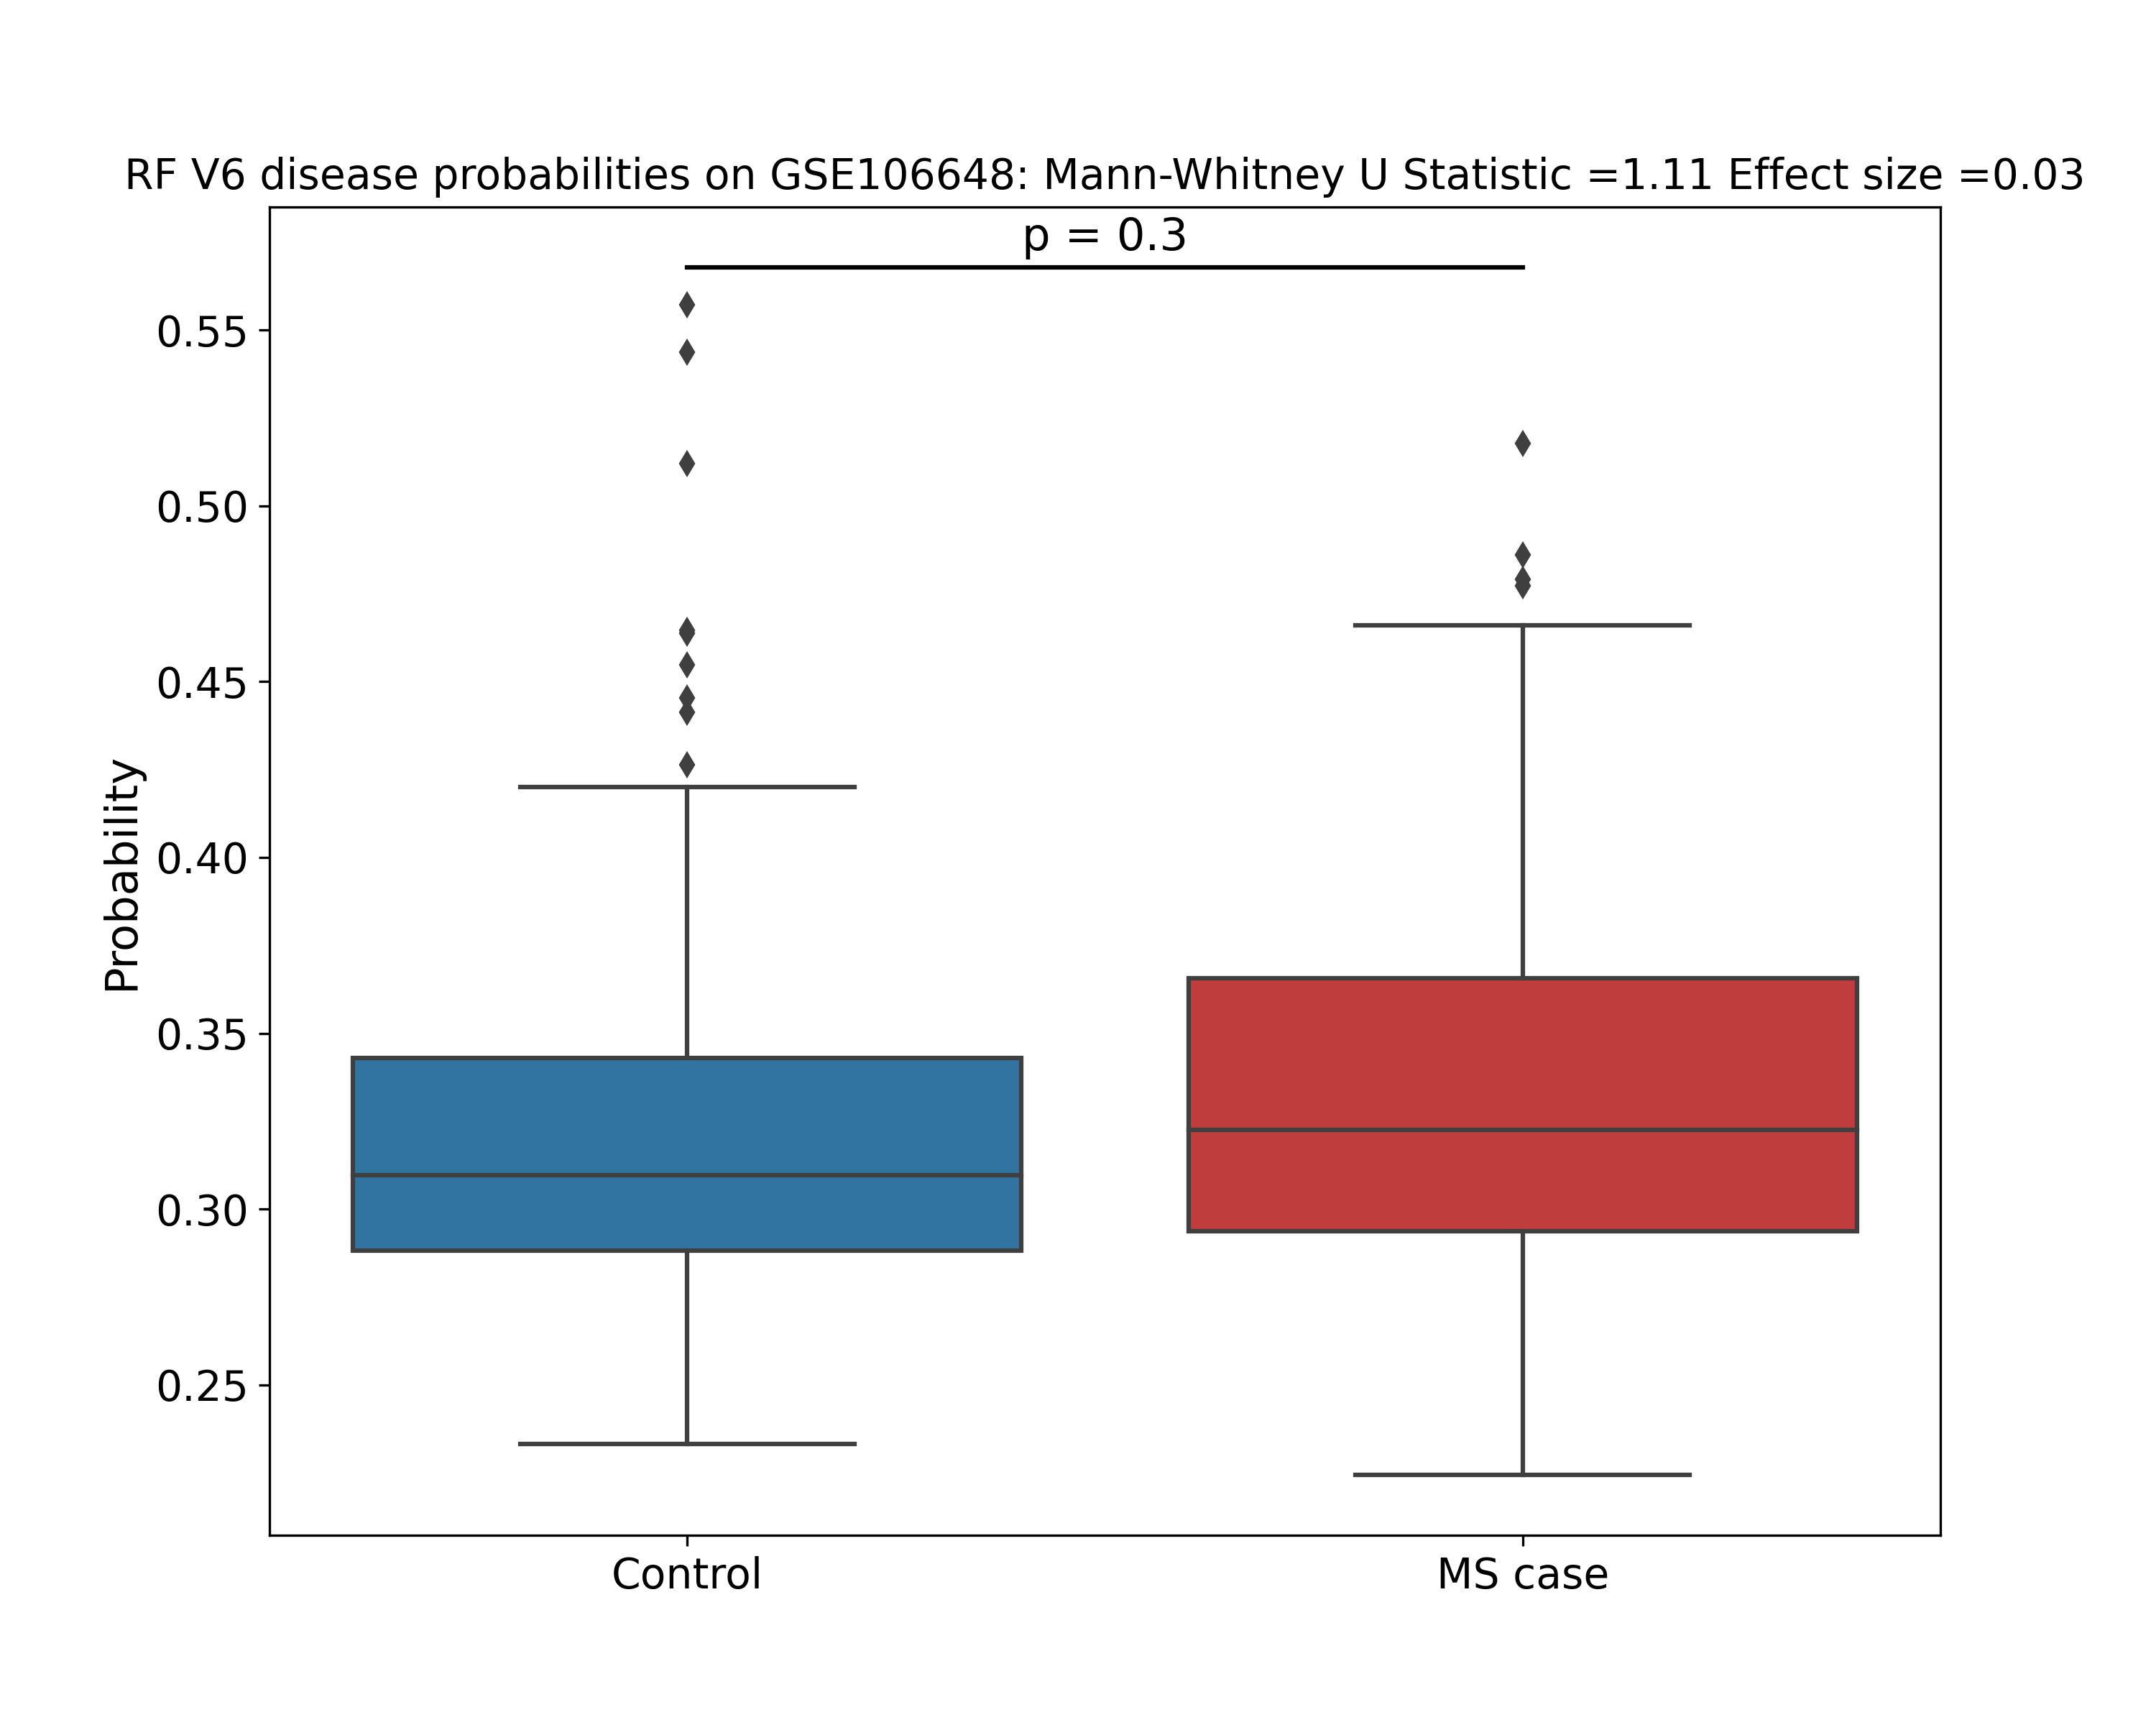 RF V6 disease probabilities on GSE106648: Mann-Whitney U Statistic =1.11 Effect size =0.03
p = 0.3
0.55
0.50
0.45
0.40
0.35
0.30
0.25
Probability
Control
MS case